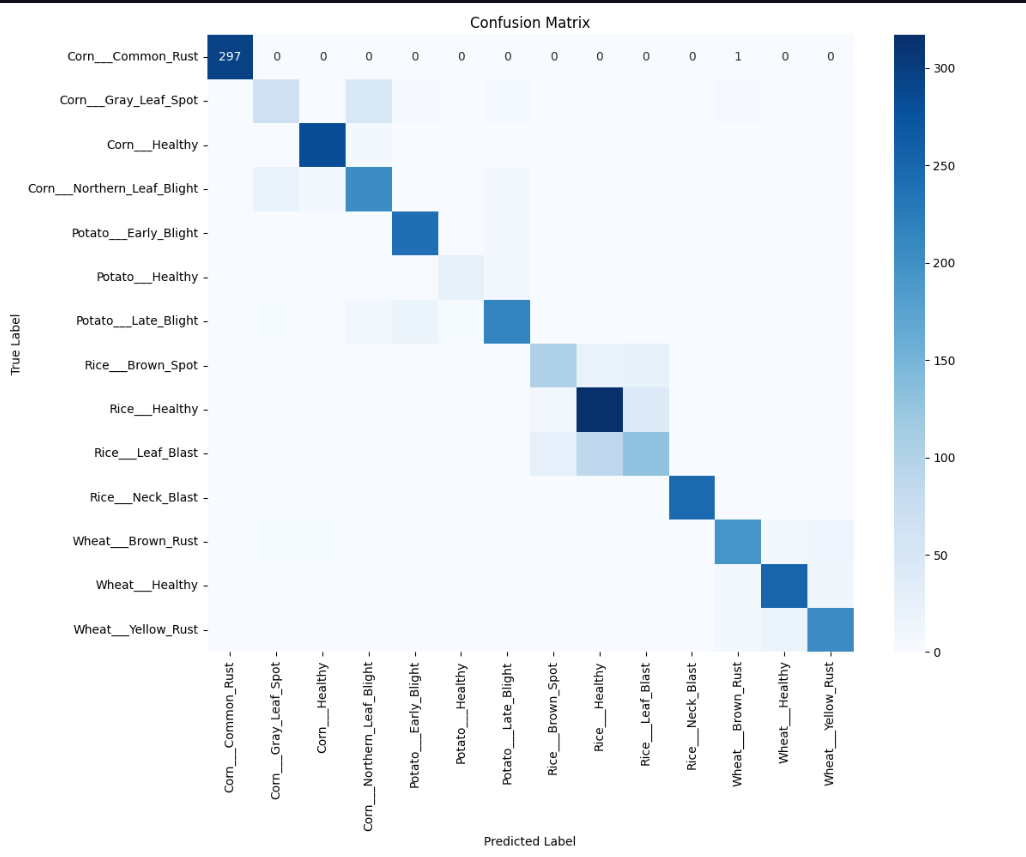 Confusion Matrix
Corn___Common_Rust
297 0 0 0 0 0 0 0 0 0 0 1 0 0
Corn___Gray_Leaf_Spot
Corn___Healthy
Corn___Northern_Leaf_Blight
Potato___Early_Blight
Potato___Healthy
Potato___Late_Blight
Rice___Brown_Spot
Rice___Healthy
Rice___Leaf_Blast
Rice___Neck_Blast
Wheat___Brown_Rust
Wheat___Healthy
Wheat___Yellow_Rust
True Label
Corn___Common_Rust
Corn___Gray_Leaf_Spot
Corn___Healthy
Corn___Northern_Leaf_Blight
Potato___Early_Blight
Potato___Healthy
Potato___Late_Blight
Rice___Brown_Spot
Rice___Healthy
Rice___Leaf_Blast
Rice___Neck_Blast
Wheat___Brown_Rust
Wheat___Healthy
Wheat___Yellow_Rust
Predicted Label
300
250
200
150
100
50
0